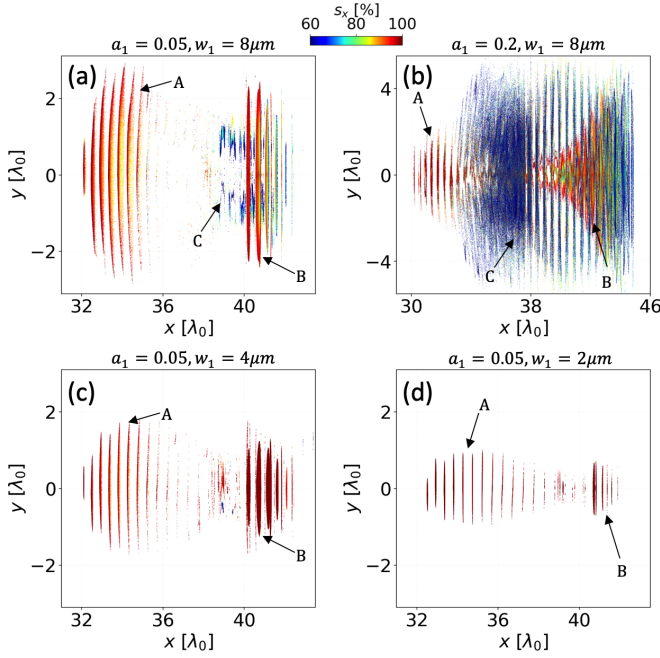 s_x [%]
60 80 100
a_1 = 0.05, w_1 = 8μm
a_1 = 0.2, w_1 = 8μm
(a)
A
B
C
2
0
−2
y [λ_0]
32 36 40
x [λ_0]
(b)
A
B
C
4
0
−4
y [λ_0]
30 38 46
x [λ_0]
a_1 = 0.05, w_1 = 4μm
a_1 = 0.05, w_1 = 2μm
(c)
A
B
2
0
−2
y [λ_0]
32 36 40
x [λ_0]
(d)
A
B
2
0
−2
y [λ_0]
32 36 40
x [λ_0]